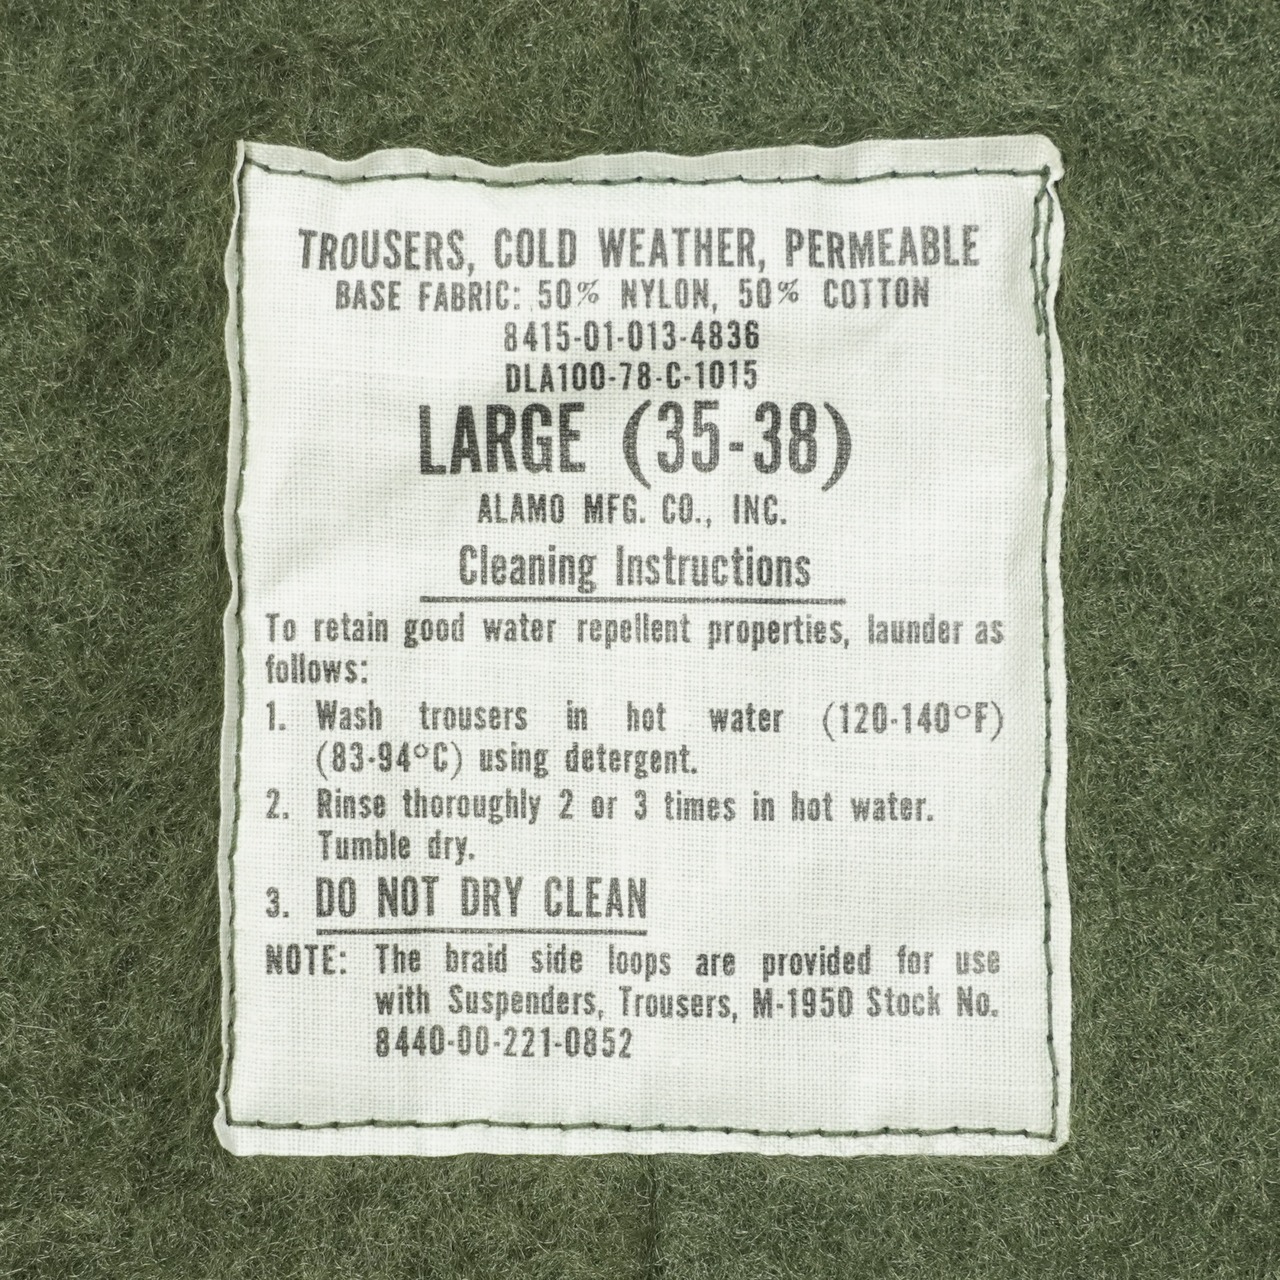 TROUSERS, COLD WEATHER, PERMEABLE
BASE FABRIC: 50% NYLON, 50% COTTON
8415-01-013-4836
DLA100-78-C-1015
LARGE (35-38)
ALAMO MFG. CO., INC.
Cleaning Instructions
To retain good water repellent properties, launder as
follows:
1. Wash trousers in hot water (120-140°F)
(83-94°C) using detergent.
2. Rinse thoroughly 2 or 3 times in hot water.
Tumble dry.
3. DO NOT DRY CLEAN
NOTE: The braid side loops are provided for use
with Suspenders, Trousers, M-1950 Stock No.
8440-00-221-0852